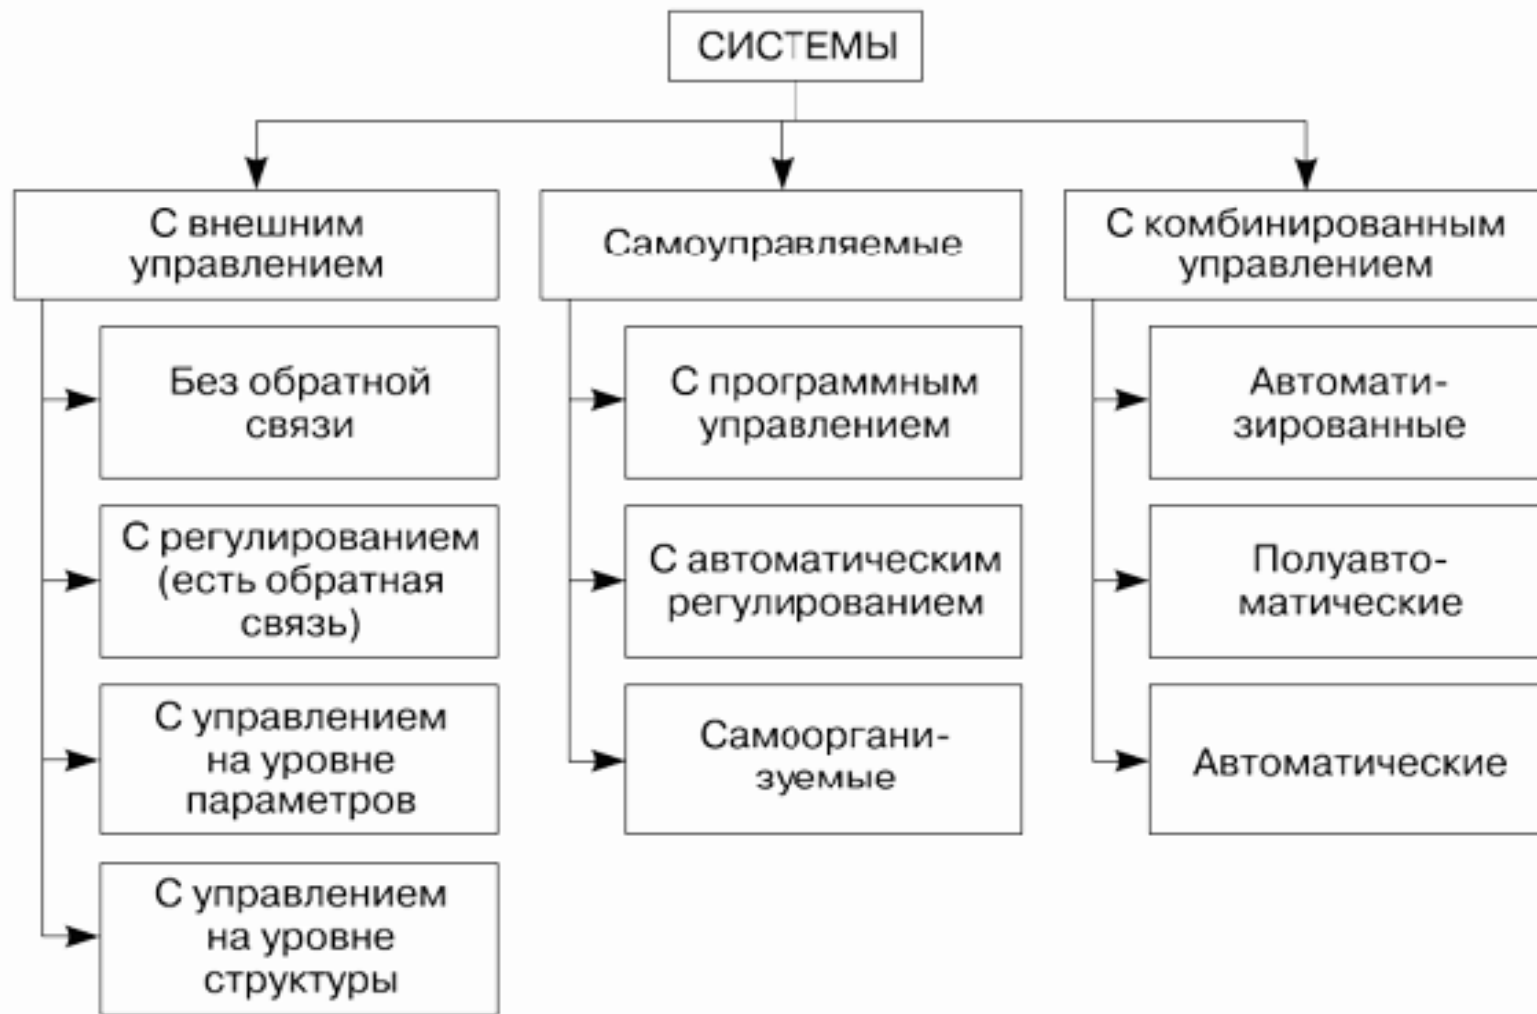 СИСТЕМЫ
С внешним
управлением
Без обратной
связи
С регулированием
(есть обратная
связь)
С управлением
на уровне
параметров
С управлением
на уровне
структуры
Самоуправляемые
С программным
управлением
С автоматическим
регулированием
Самооргани-
зуемые
С комбинированным
управлением
Автомати-
зированные
Полуавто-
матические
Автоматические